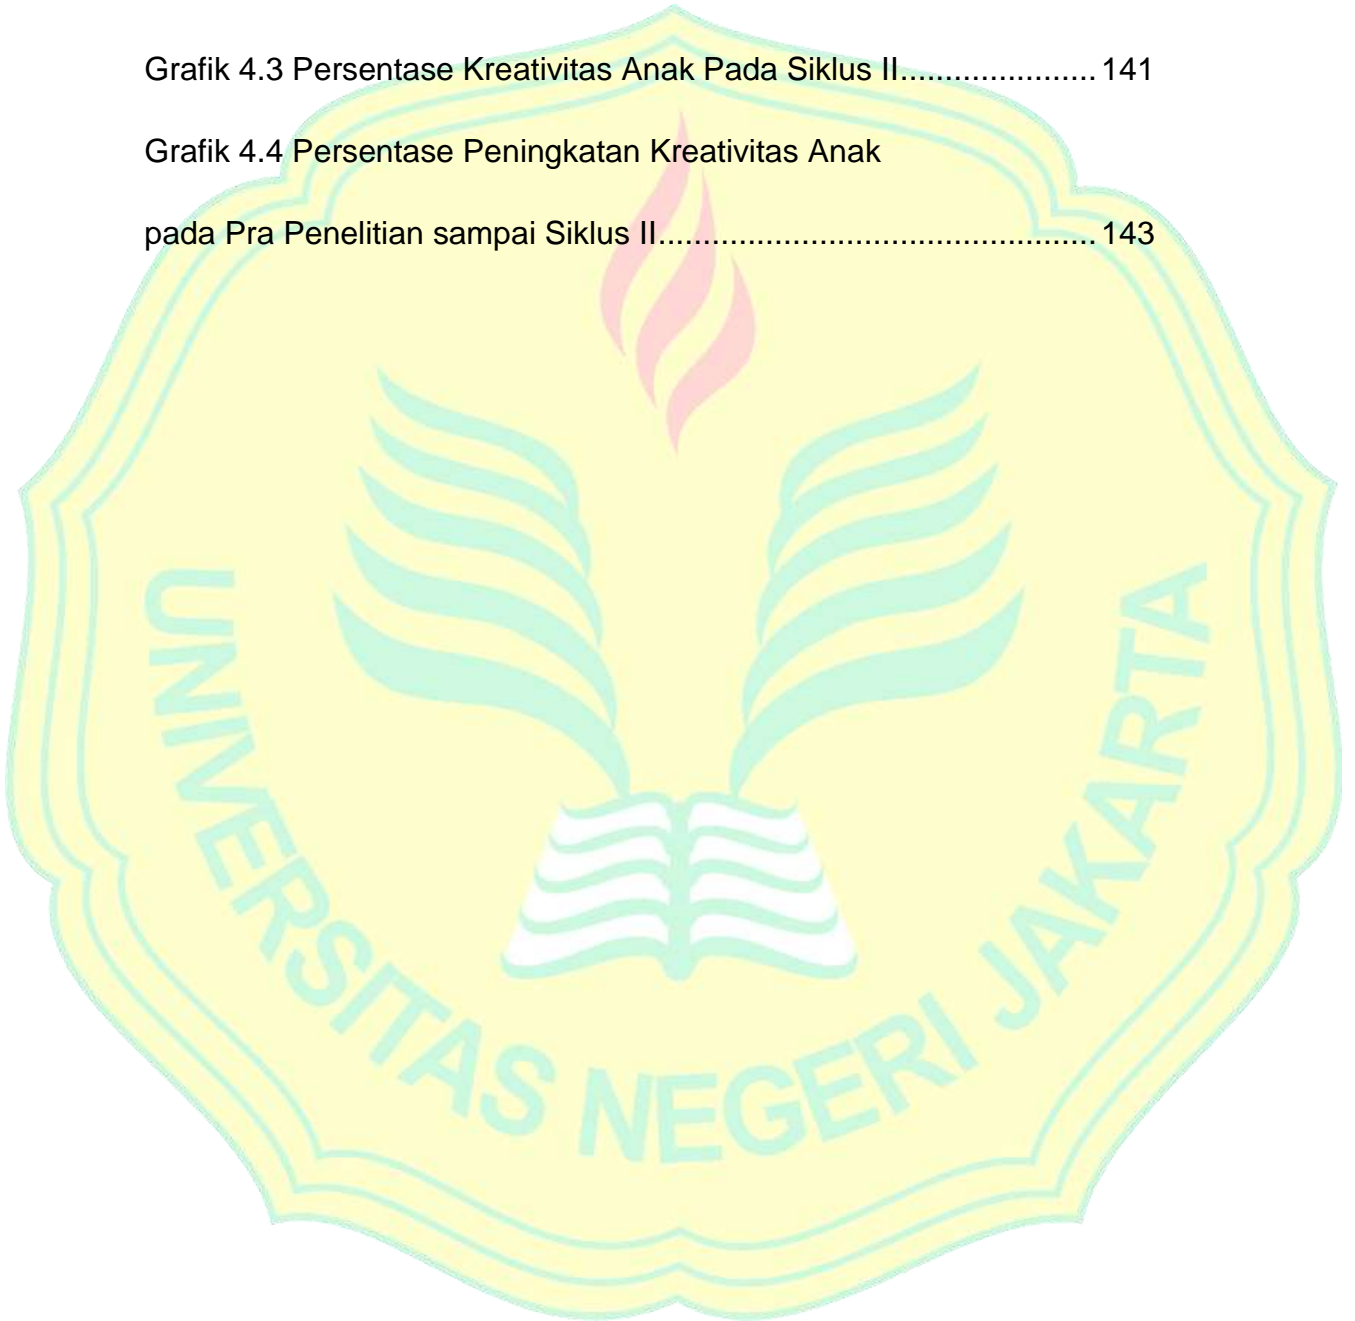 Grafik 4.3 Persentase Kreativitas Anak Pada Siklus II...................... 141
Grafik 4.4 Persentase Peningkatan Kreativitas Anak
pada Pra Penelitian sampai Siklus II.................................................. 143
UNIVERSITAS NEGERI JAKARTA